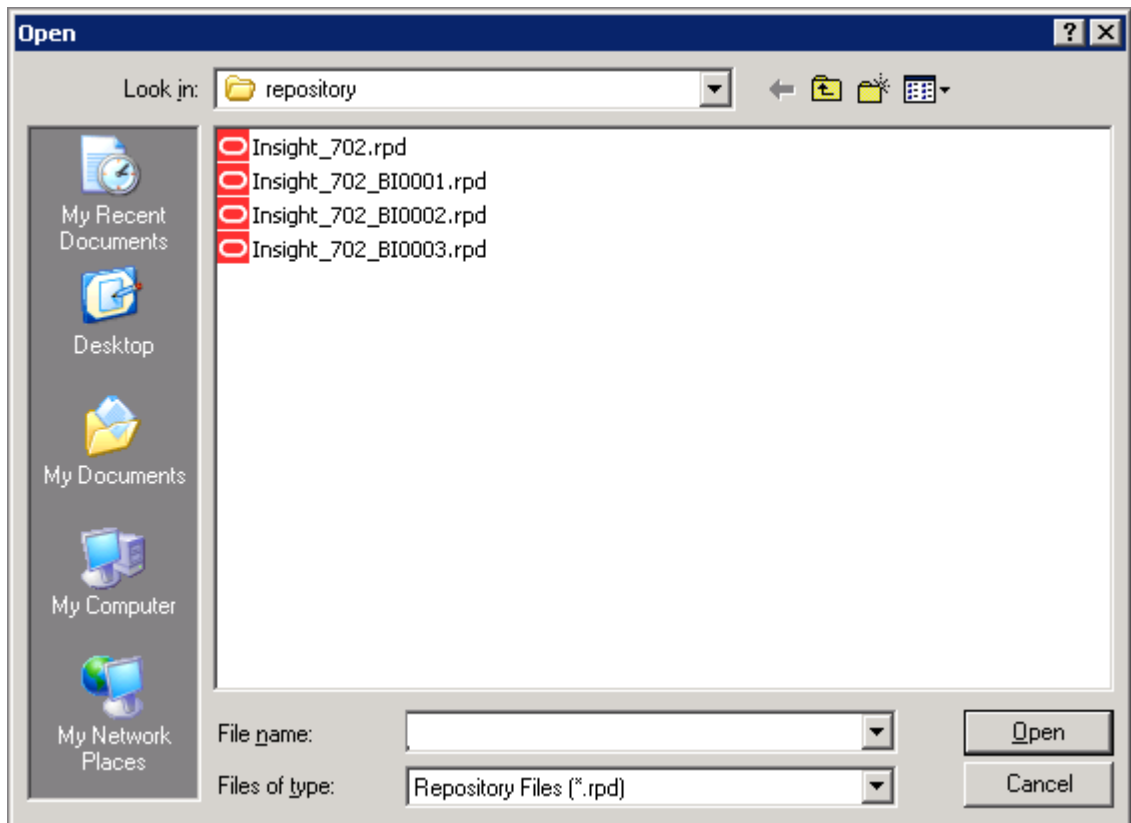 Open
Look in: repository
Insight_702.rpd
Insight_702_BI0001.rpd
Insight_702_BI0002.rpd
Insight_702_BI0003.rpd
My Recent
Documents
Desktop
My Documents
My Computer
My Network
Places
File name:
Open
Files of type: Repository Files (*.rpd)
Cancel